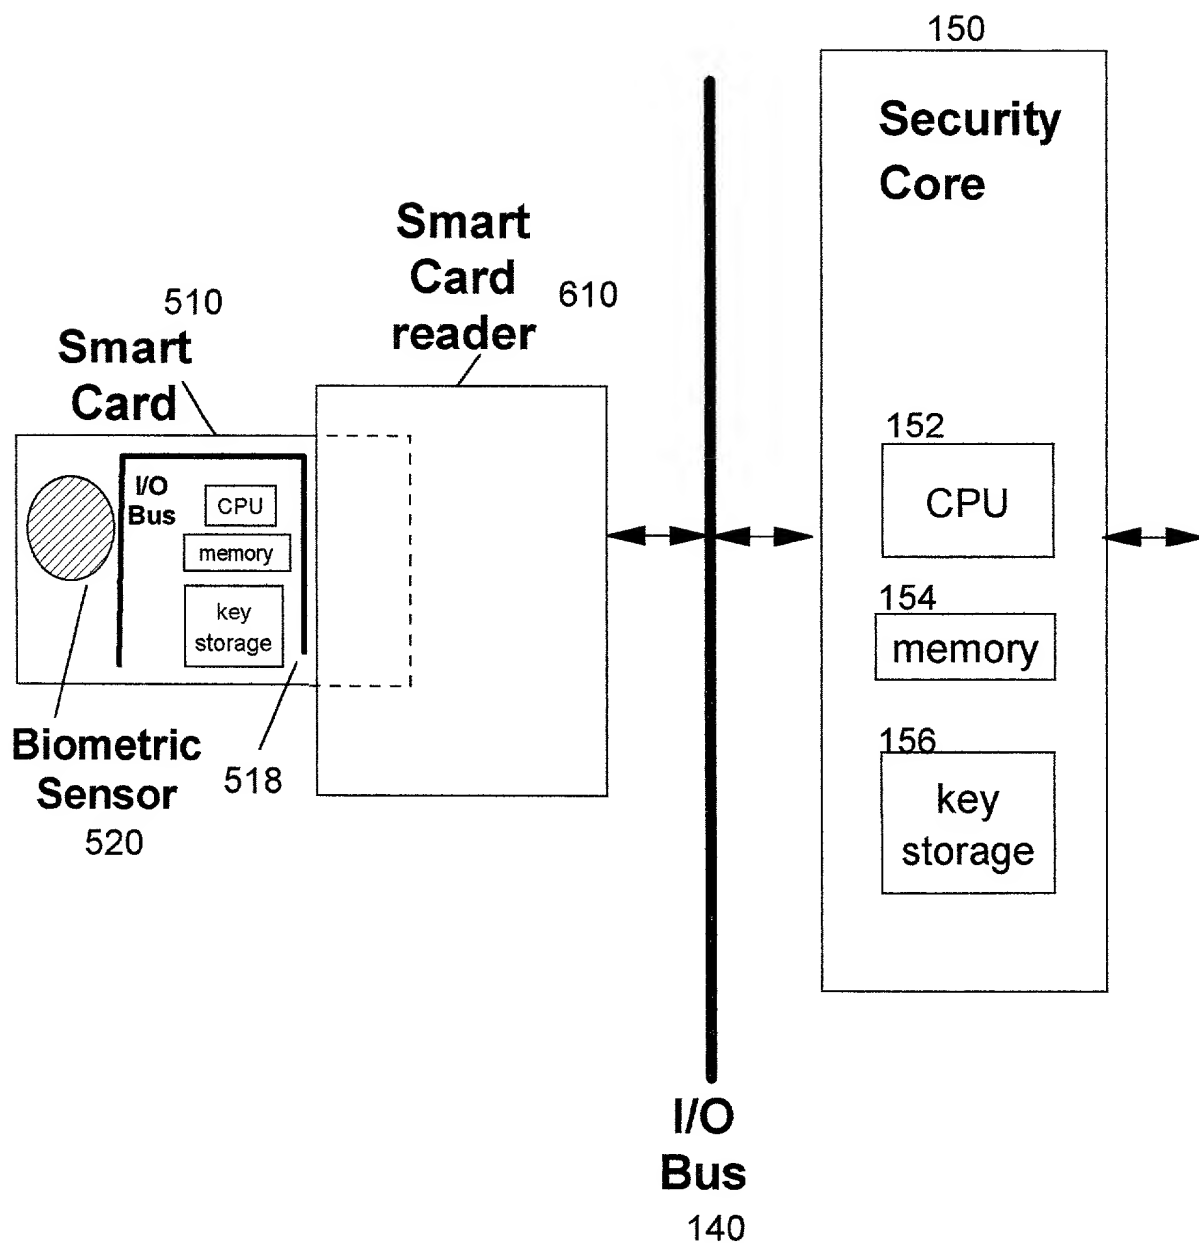 150
Security
Core
Smart
Card
reader
610
510
Smart
Card
I/O
Bus
CPU
memory
key
storage
Biometric
Sensor
520
518
152
CPU
154
memory
156
key
storage
I/O
Bus
140